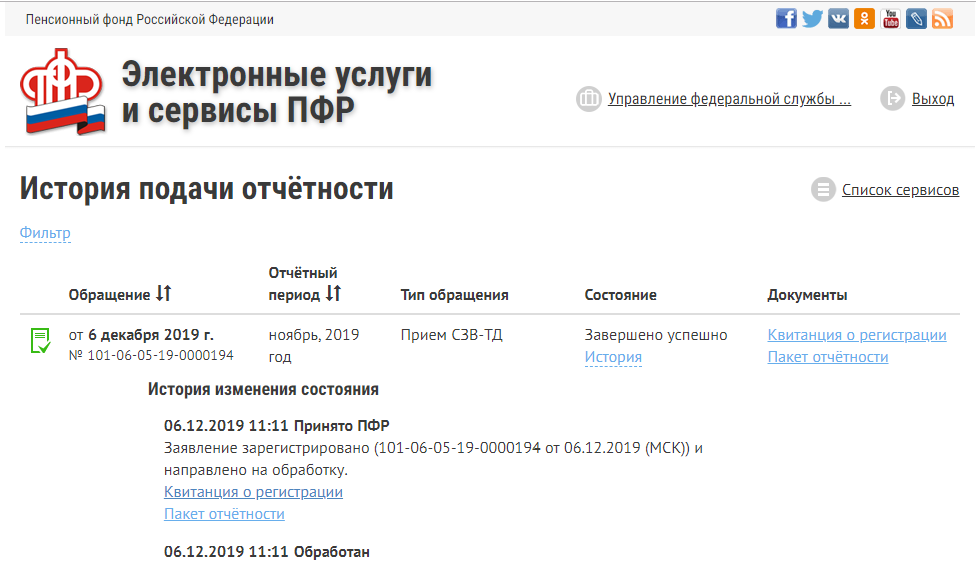 Пенсионный фонд Российской Федерации
You
Tube
Электронные услуги
и сервисы ПФР
Управление федеральной службы ...
Выход
История подачи отчётности
Список сервисов
Фильтр
Обращение
Отчётный
период
Тип обращения
Состояние
Документы
от 6 декабря 2019 г.
№ 101-06-05-19-0000194
ноябрь, 2019
год
Прием СЗВ-ТД
Завершено успешно
История
Квитанция о регистрации
Пакет отчётности
История изменения состояния
06.12.2019 11:11 Принято ПФР
Заявление зарегистрировано (101-06-05-19-0000194 от 06.12.2019 (МСК)) и
направлено на обработку.
Квитанция о регистрации
Пакет отчётности
06.12.2019 11:11 Обработан